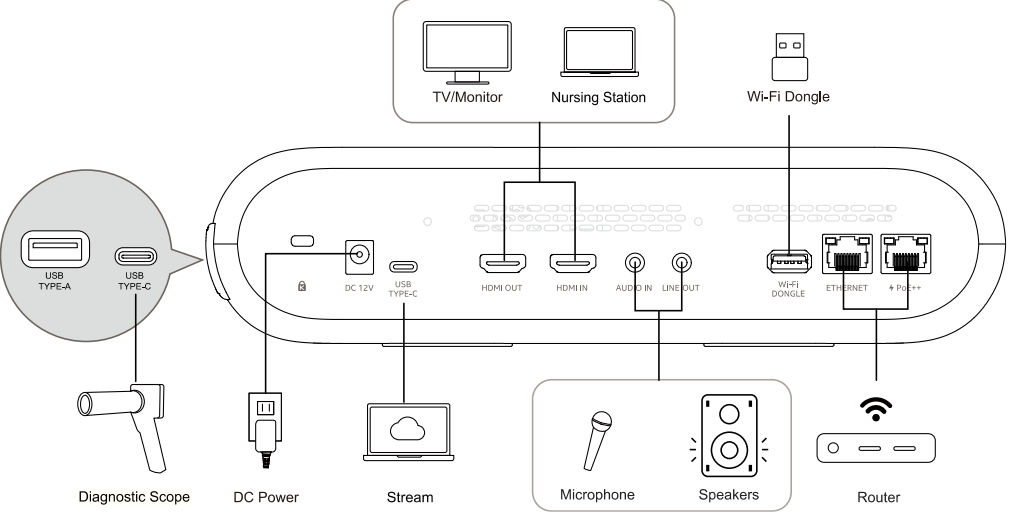 TV/Monitor
Nursing Station
Wi-Fi Dongle
USB
TYPE-A
USB
TYPE-C
DC 12V
USB
TYPE-C
HDMI OUT
HDMI IN
AUDIO IN
LINE OUT
Wi-Fi
DONGLE
ETHERNET
PoE++
Diagnostic Scope
DC Power
Stream
Microphone
Speakers
Router